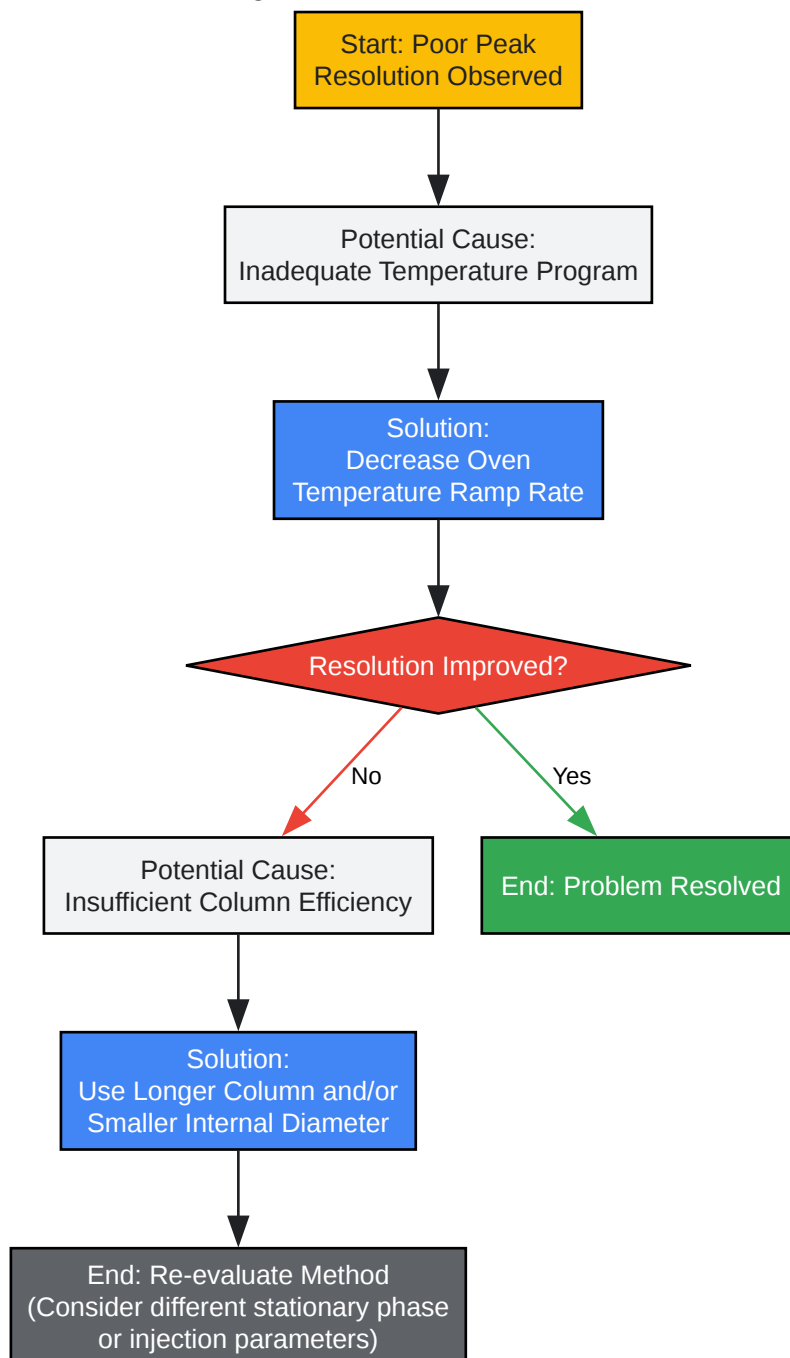 Start: Poor Peak
Resolution Observed
Potential Cause:
Inadequate Temperature Program
Solution:
Decrease Oven
Temperature Ramp Rate
Resolution Improved?
No
Yes
Potential Cause:
Insufficient Column Efficiency
End: Problem Resolved
Solution:
Use Longer Column and/or
Smaller Internal Diameter
End: Re-evaluate Method
(Consider different stationary phase
or injection parameters)